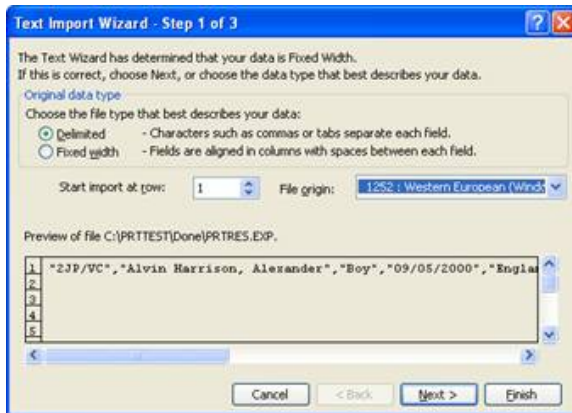 Text Import Wizard - Step 1 of 3
The Text Wizard has determined that your data is Fixed Width.
If this is correct, choose Next, or choose the data type that best describes your data.
Original data type
Choose the file type that best describes your data:
Delimited - Characters such as commas or tabs separate each field.
Fixed width - Fields are aligned in columns with spaces between each field.
Start import at row: 1 File origin: 1252 : Western European (Windo
Preview of file C:\PRTTEST\Done\PRTRES.EXP.
1 "2JP/VC","Alvin Harrison, Alexander","Boy","09/05/2000","Englan
2
3
4
5
Cancel < Back Next > Finish